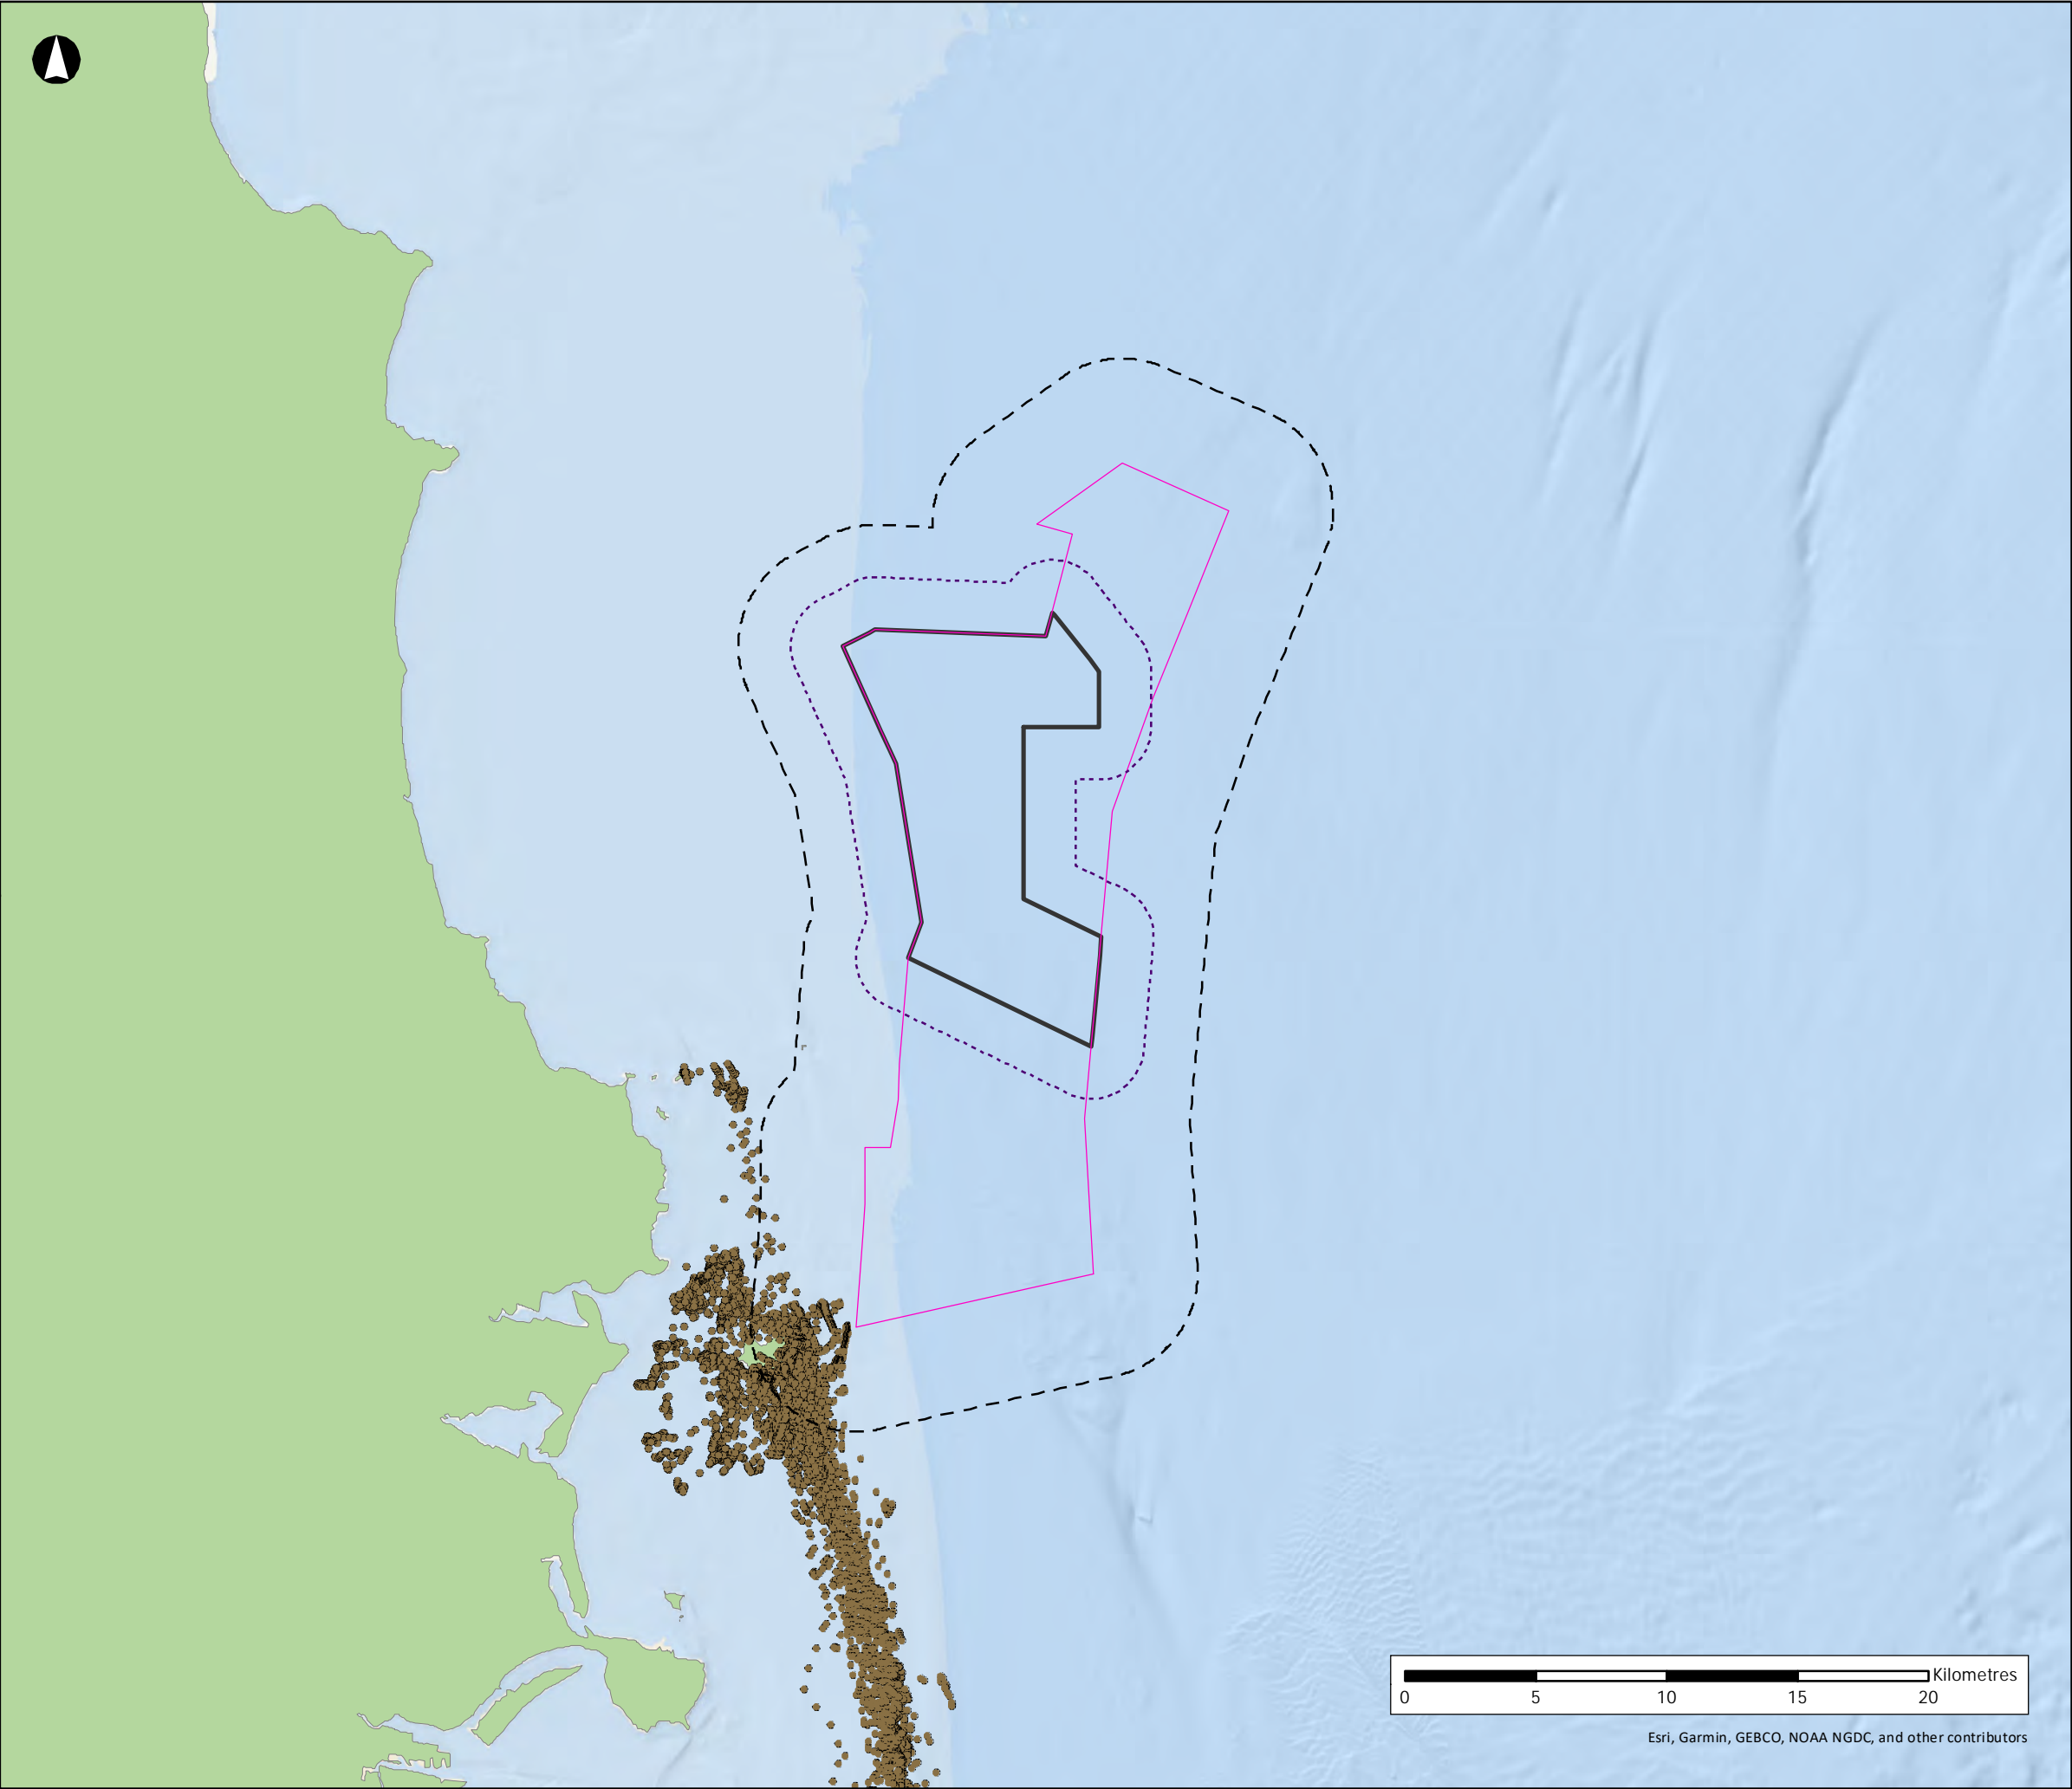 Kilometres
0 5 10 15 20
Esri, Garmin, GEBCO, NOAA NGDC, and other contributors